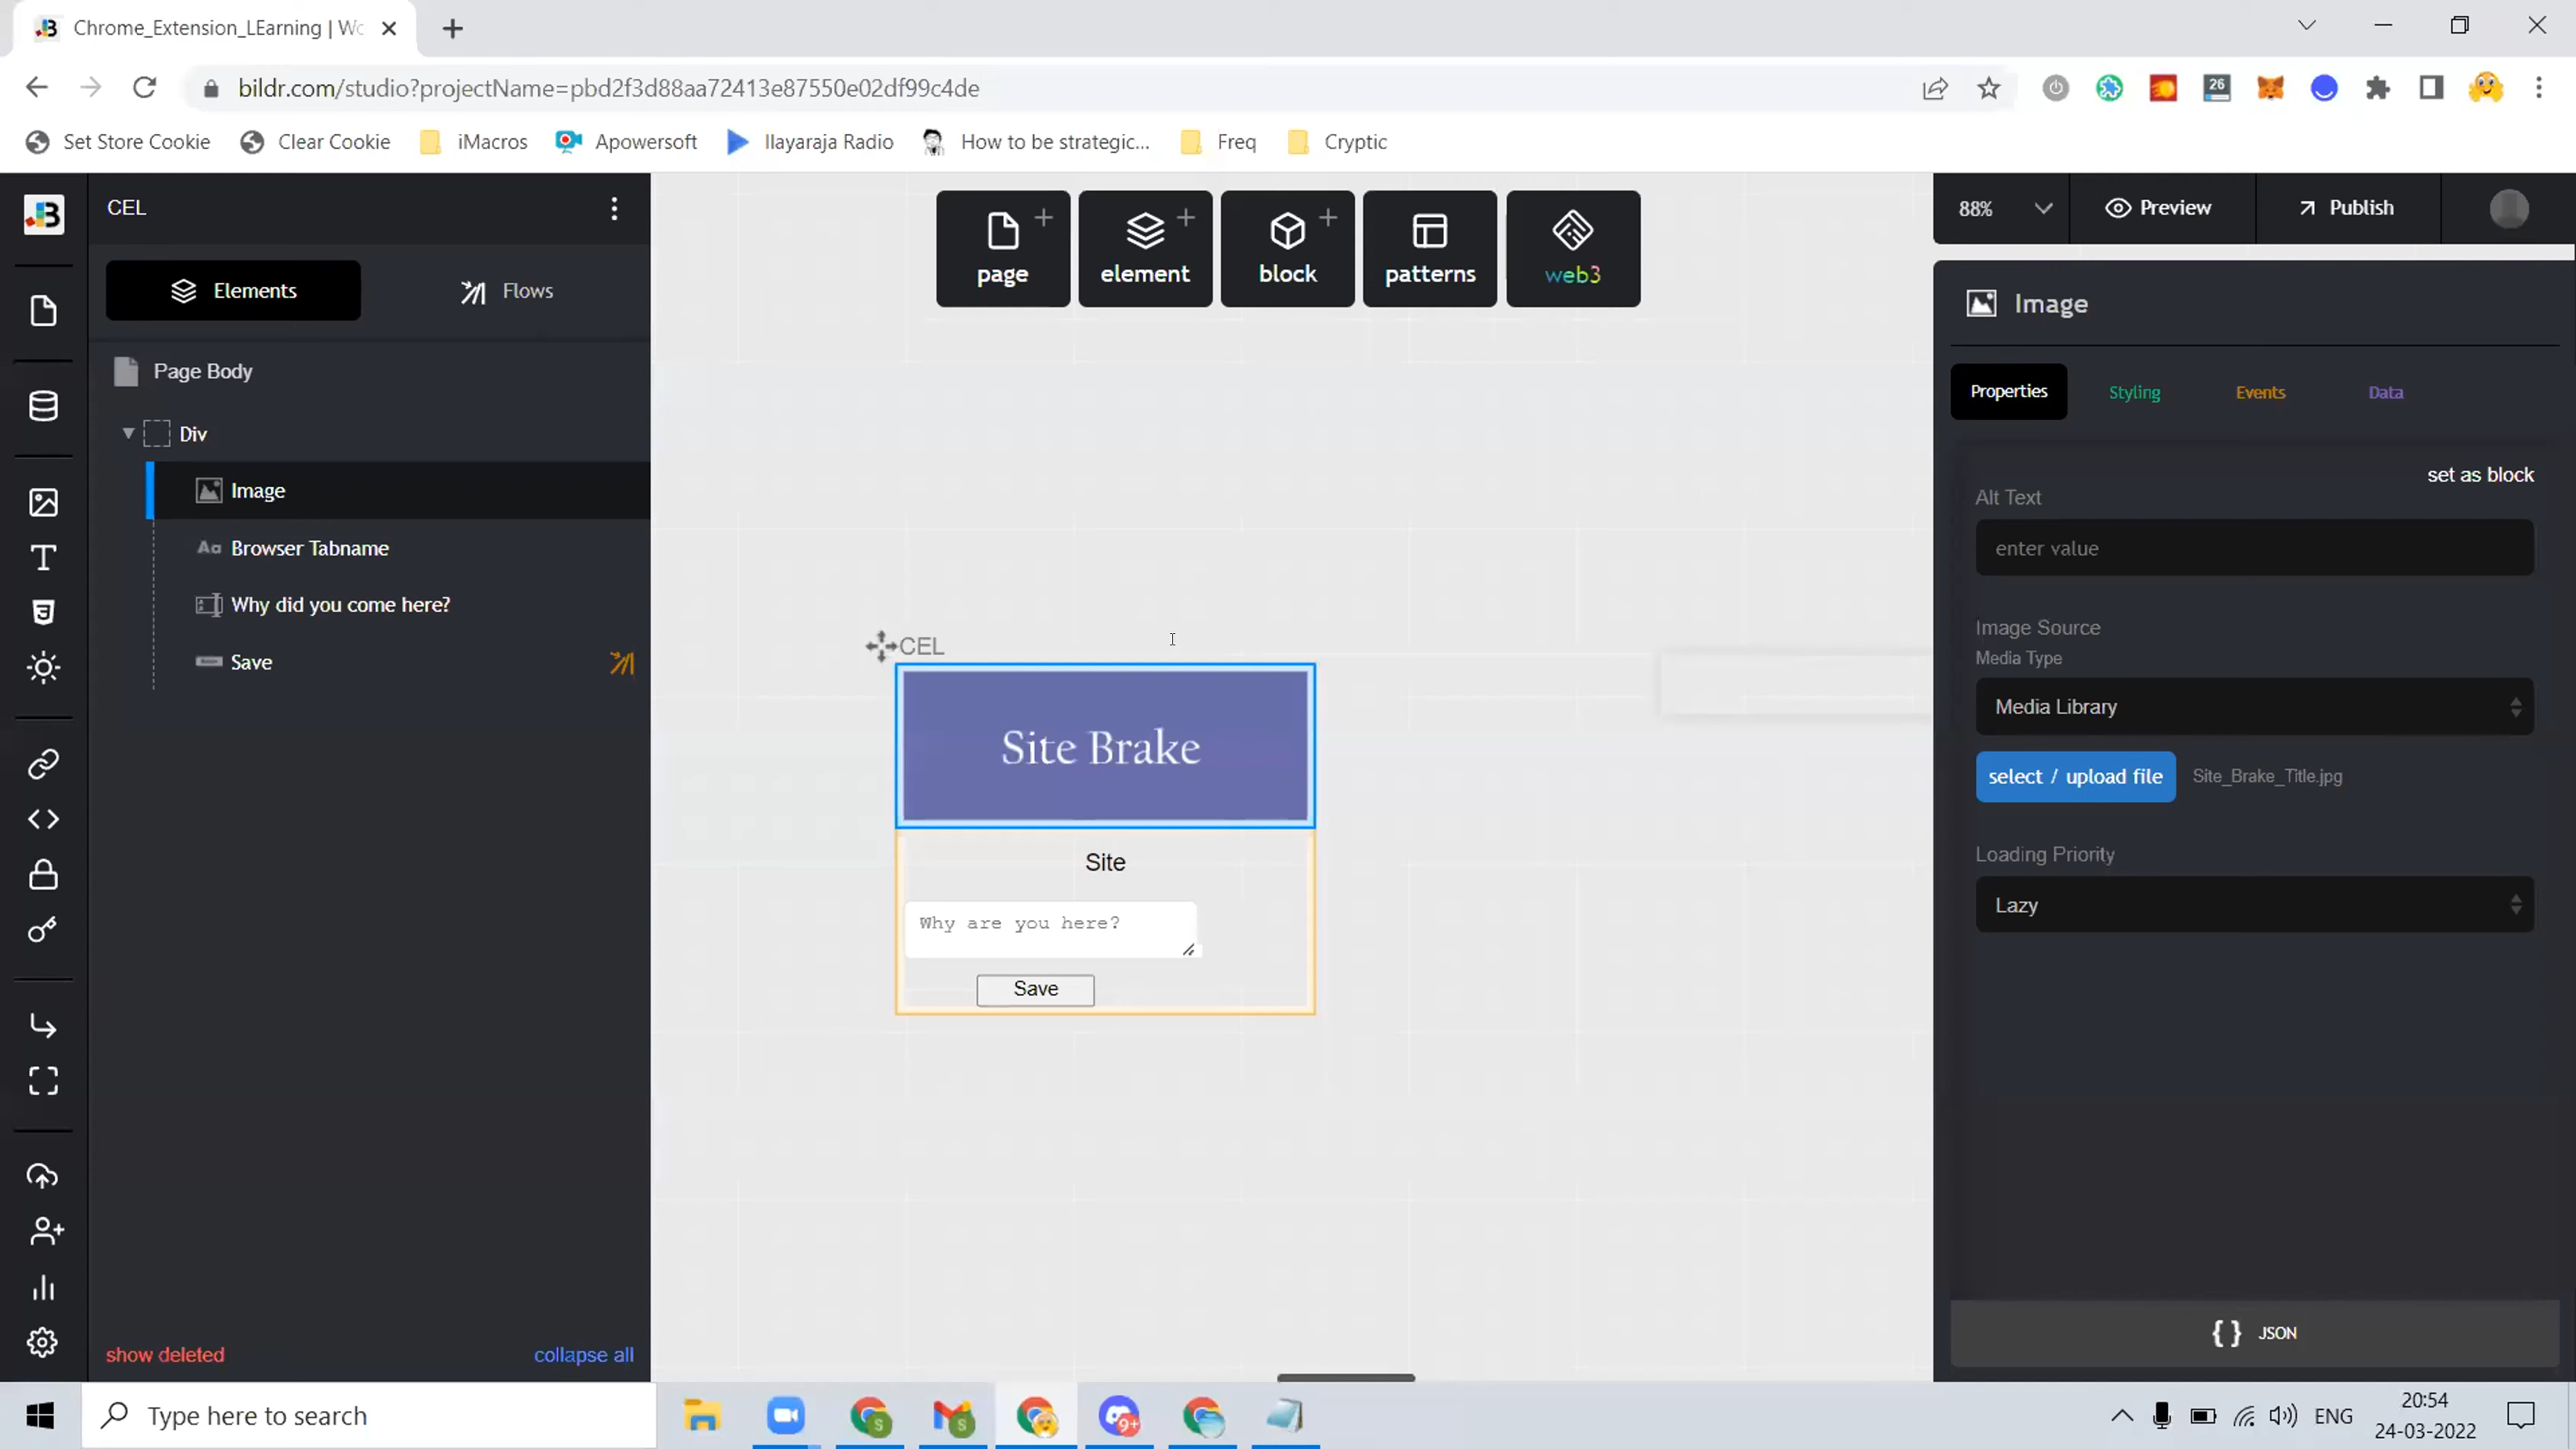 Chrome_Extension_LEarning | Wo
bildr.com/studio?projectName=pbd2f3d88aa72413e87550e02df99c4de
26
Set Store Cookie
Clear Cookie
iMacros
Apowersoft
Ilayaraja Radio
How to be strategic...
Freq
Cryptic
CEL
page
element
block
patterns
web3
88%
Preview
Publish
Elements
Flows
Image
Page Body
Properties
Styling
Events
Data
Div
set as block
Image
Alt Text
Browser Tabname
enter value
Why did you come here?
Image Source
CEL
Save
Media Type
Media Library
Site Brake
select / upload file
Site_Brake_Title.jpg
Site
Loading Priority
Why are you here?
Lazy
Save
show deleted
collapse all
{ } JSON
Type here to search
S
S
9+
ENG
20:54
24-03-2022